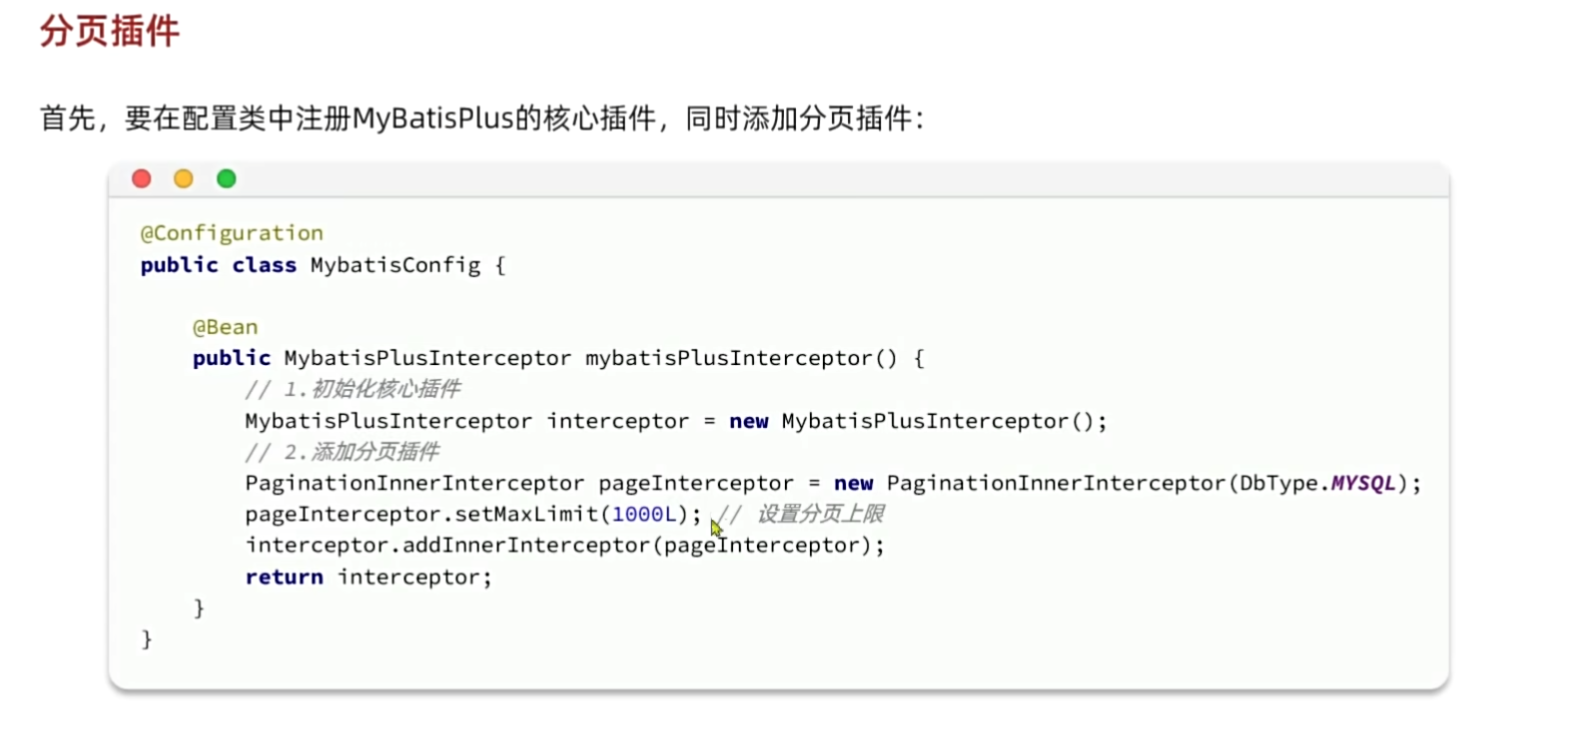 分页插件
首先，要在配置类中注册MyBatisPlus的核心插件，同时添加分页插件：
@Configuration
public class MybatisConfig {
@Bean
public MybatisPlusInterceptor mybatisPlusInterceptor() {
// 1.初始化核心插件
MybatisPlusInterceptor interceptor = new MybatisPlusInterceptor();
// 2.添加分页插件
PaginationInnerInterceptor pageInterceptor = new PaginationInnerInterceptor(DbType.MYSQL);
pageInterceptor.setMaxLimit(1000L); // 设置分页上限
interceptor.addInnerInterceptor(pageInterceptor);
return interceptor;
}
}